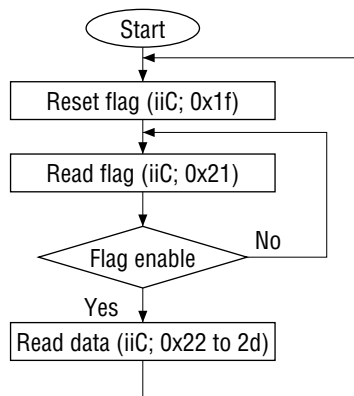 Start
Reset flag (iiC; 0x1f)
Read flag (iiC; 0x21)
Flag enable
No
Yes
Read data (iiC; 0x22 to 2d)